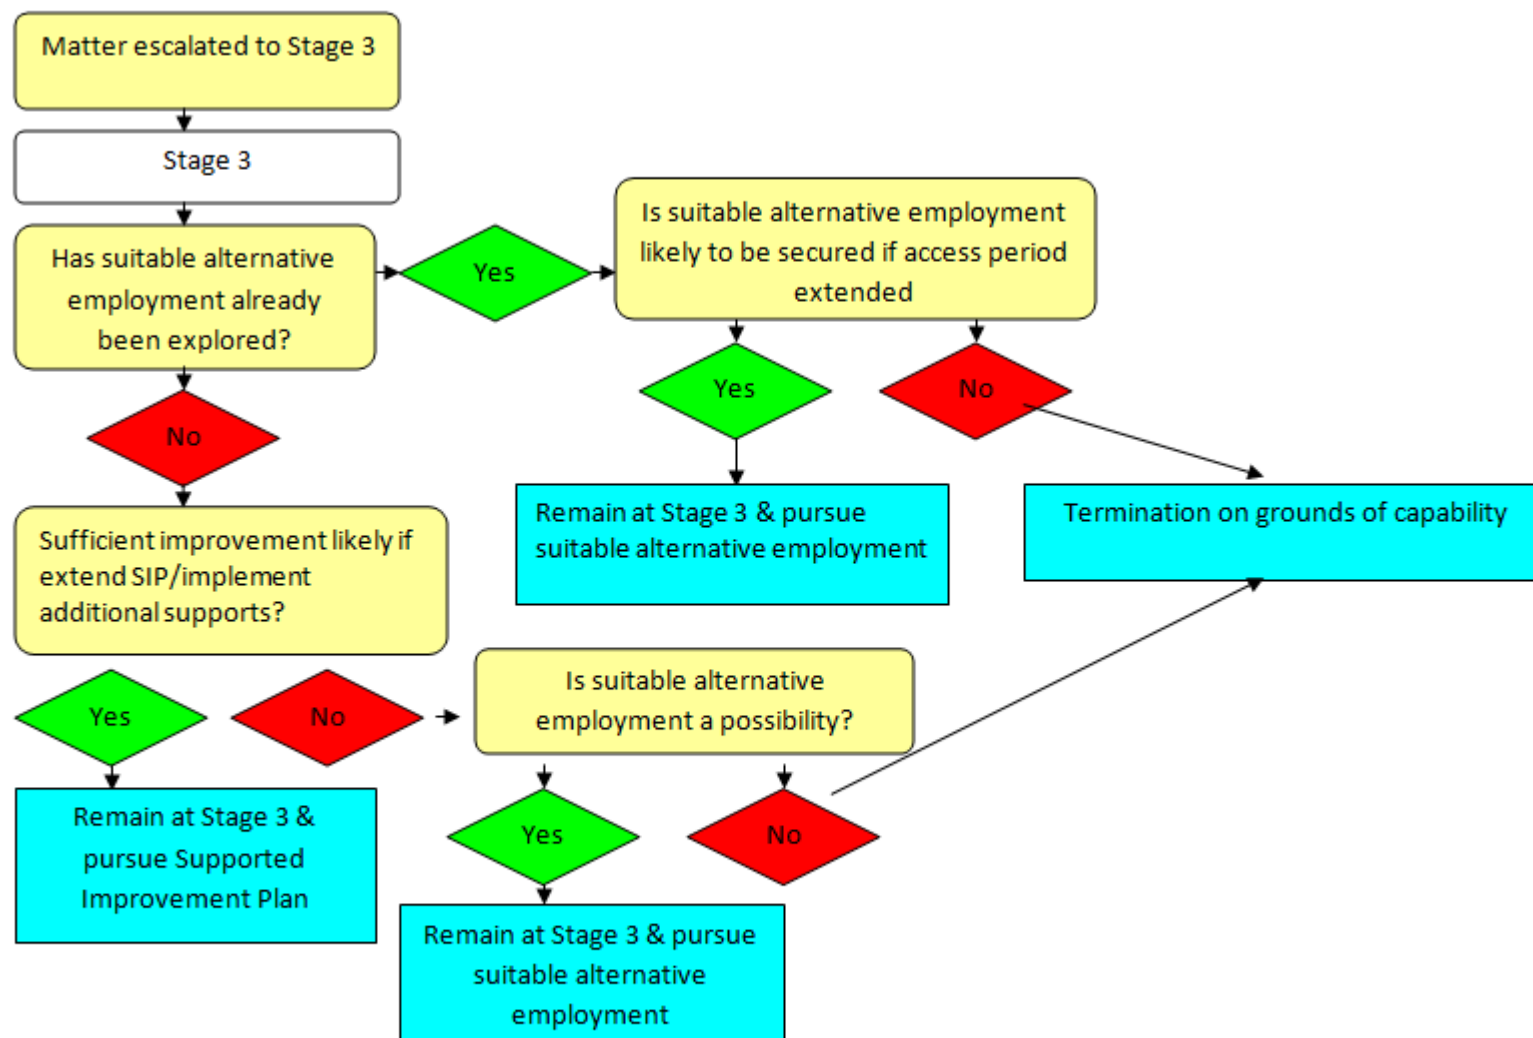 Matter escalated to Stage 3
Stage 3
Has suitable alternative
employment already
been explored?
Yes
Is suitable alternative employment
likely to be secured if access period
extended
Yes
No
No
Remain at Stage 3 & pursue
suitable alternative employment
Termination on grounds of capability
Sufficient improvement likely if
extend SIP/implement
additional supports?
Yes
No
Is suitable alternative
employment a possibility?
Remain at Stage 3 &
pursue Supported
Improvement Plan
Yes
No
Remain at Stage 3 & pursue
suitable alternative
employment